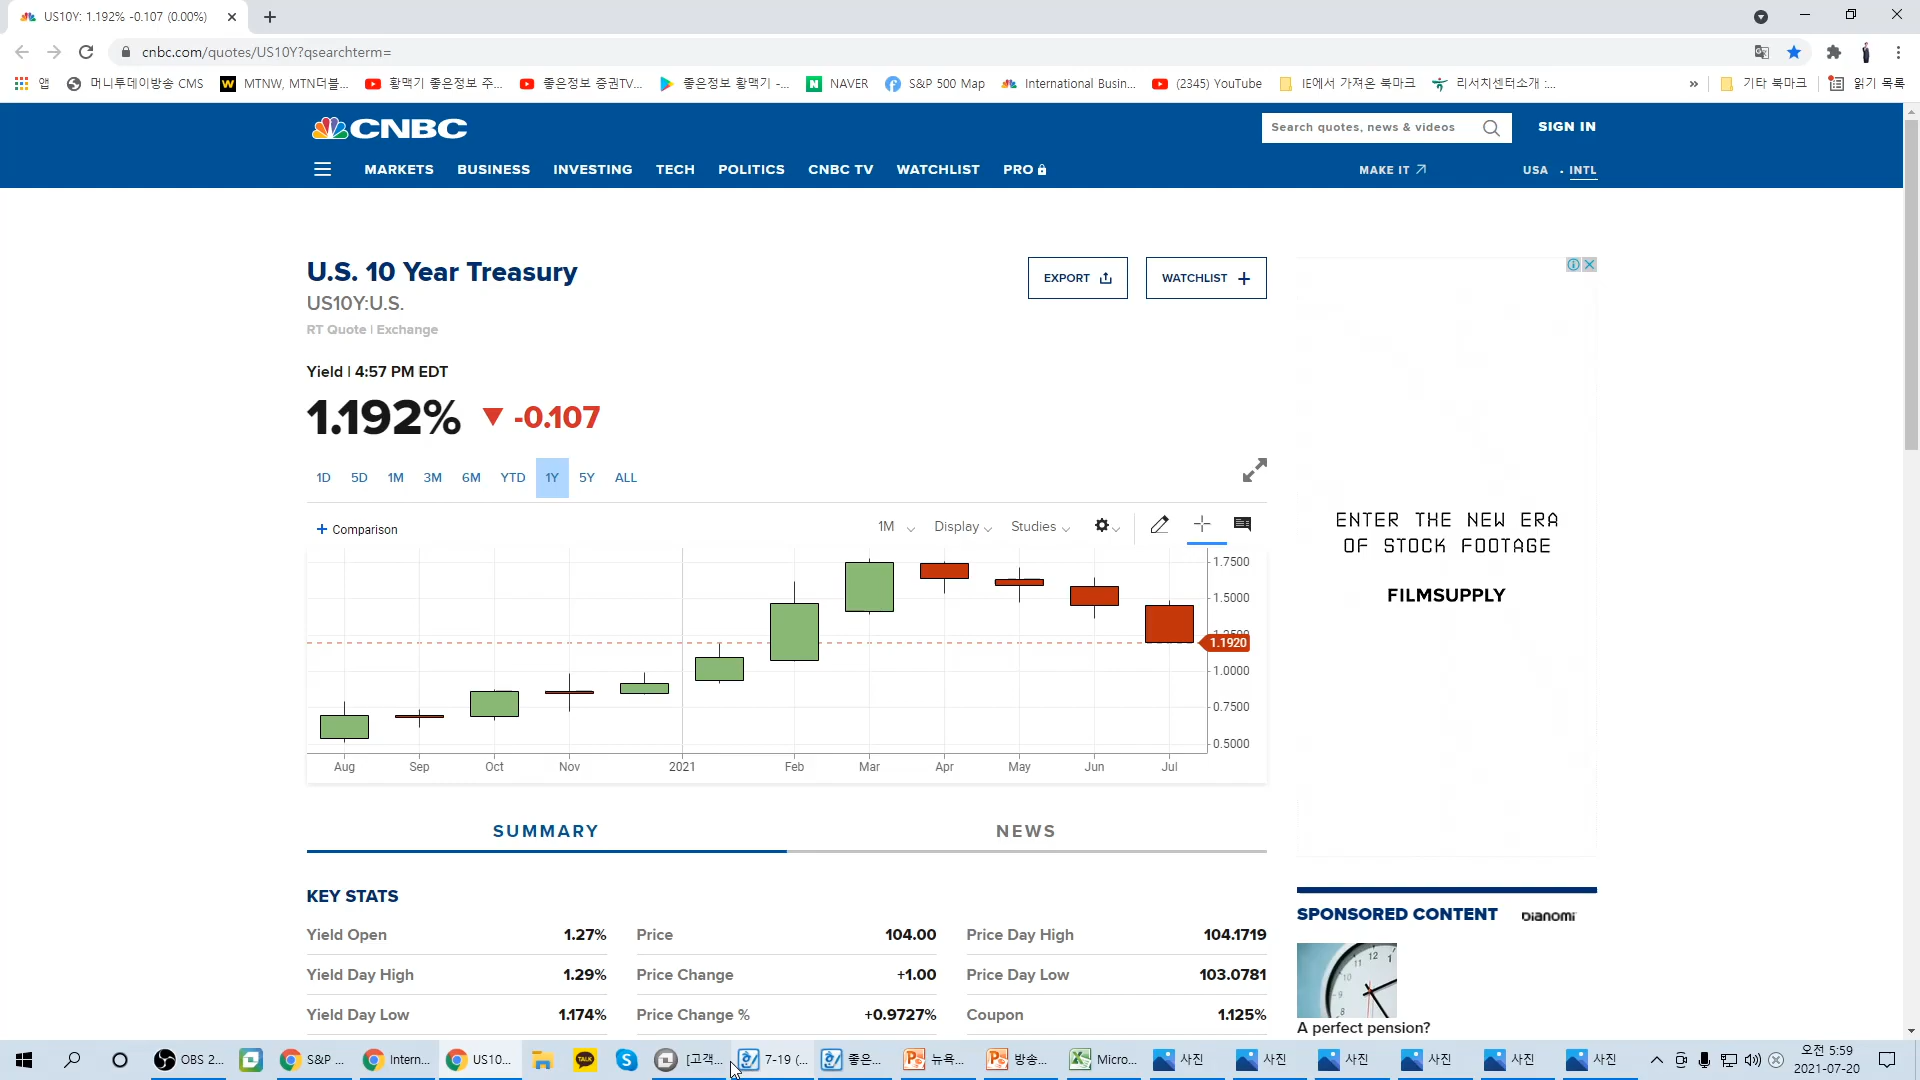 US10Y: 1.192% -0.107 (0.00%)
cnbc.com/quotes/US10Y?qsearchterm=
앱 머니투데이방송 CMS MTNW, MTN더블... 황맥기 좋은정보 주... 좋은정보 증권TV... 좋은정보 황맥기 -... NAVER S&P 500 Map International Busin... (2345) YouTube IE에서 가져온 북마크 리서치센터소개 :... » 기타 북마크 읽기 목록
CNBC
Search quotes, news & videos
SIGN IN
MARKETS BUSINESS INVESTING TECH POLITICS CNBC TV WATCHLIST PRO
MAKE IT USA • INTL
U.S. 10 Year Treasury
US10Y:U.S.
RT Quote | Exchange
EXPORT WATCHLIST +
Yield | 4:57 PM EDT
1.192% ▼ -0.107
1D 5D 1M 3M 6M YTD 1Y 5Y ALL
+ Comparison
1M Display Studies
1.7500
1.5000
1.1920
1.0000
0.7500
0.5000
Aug Sep Oct Nov 2021 Feb Mar Apr May Jun Jul
ENTER THE NEW ERA
OF STOCK FOOTAGE
FILMSUPPLY
SUMMARY NEWS
KEY STATS
Yield Open 1.27% Price 104.00 Price Day High 104.1719
Yield Day High 1.29% Price Change +1.00 Price Day Low 103.0781
Yield Day Low 1.174% Price Change % +0.9727% Coupon 1.125%
SPONSORED CONTENT DIANOMI
A perfect pension?
OBS 2... S&P ... Intern... US10... TALK [고객... 7-19 (... 좋은... 뉴욕... 방송... Micro... 사진 사진 사진 사진 사진 사진
오전 5:59
2021-07-20